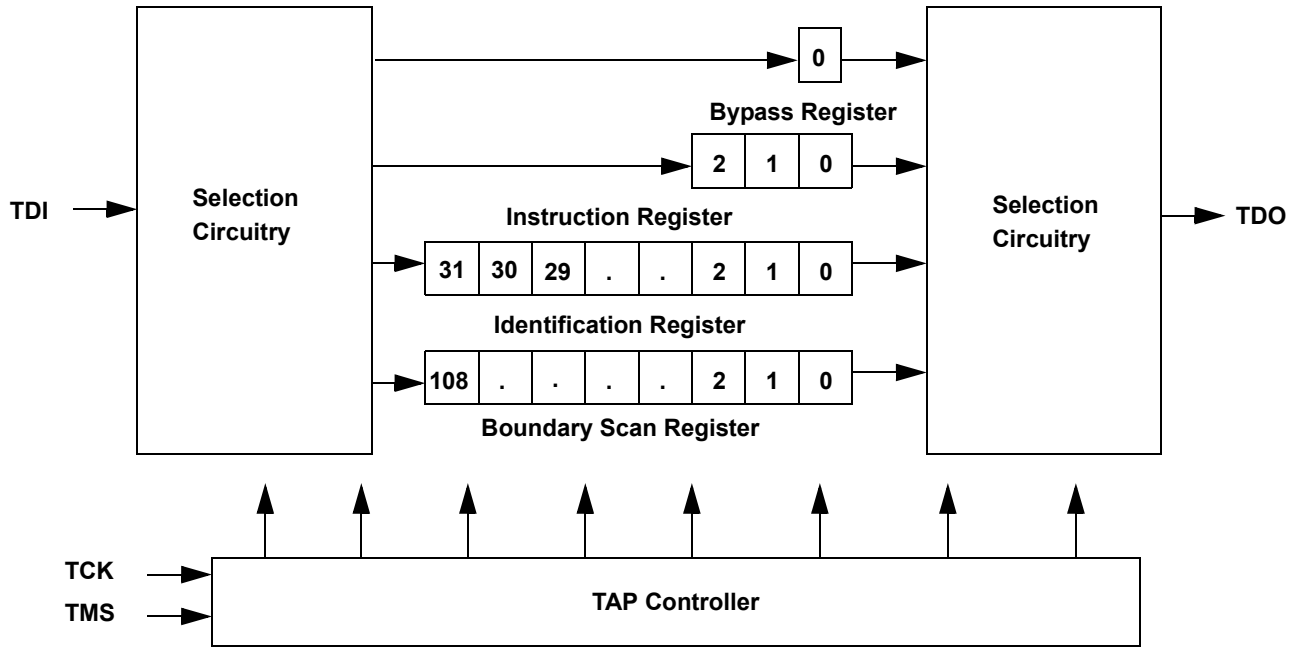 0
Bypass Register
2 1 0
Selection
Circuitry
TDI
Instruction Register
31 30 29 . . 2 1 0
Identification Register
108 . . . . 2 1 0
Boundary Scan Register
Selection
Circuitry
TDO
TCK
TMS
TAP Controller